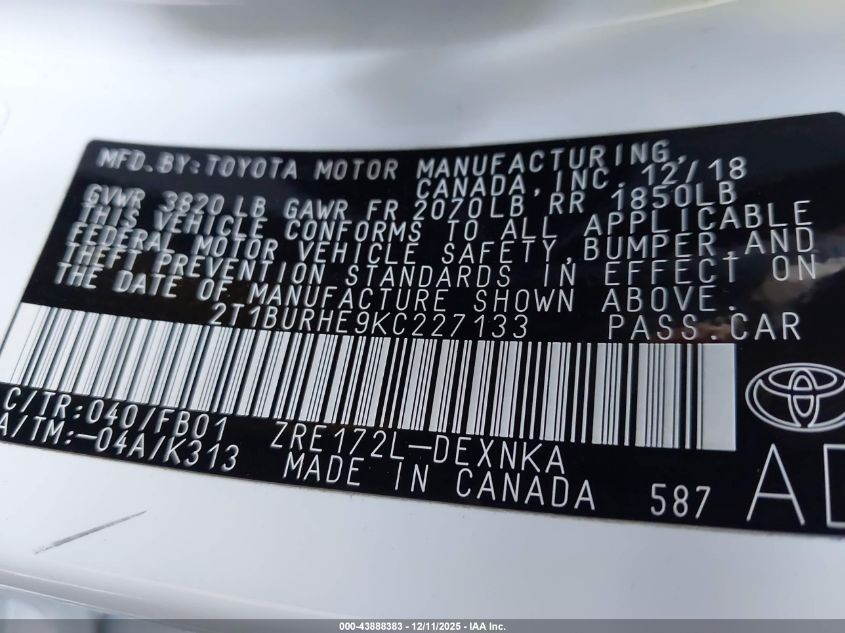 MFD.BY:TOYOTA MOTOR MANUFACTURING,
CANADA,INC. 12/18
GVWR 3820LB GAWR FR 2070LB RR 1850LB
THIS VEHICLE CONFORMS TO ALL APPLICABLE
FEDERAL MOTOR VEHICLE SAFETY,BUMPER,AND
THEFT PREVENTION STANDARDS IN EFFECT ON
THE DATE OF MANUFACTURE SHOWN ABOVE.
2T1BURHE9KC227133 PASS.CAR
C/TR:040/FB01 ZRE172L-DEXNKA
A/TM:-04A/K313 MADE IN CANADA 587
000-43888383 - 12/11/2025 - IAA Inc.